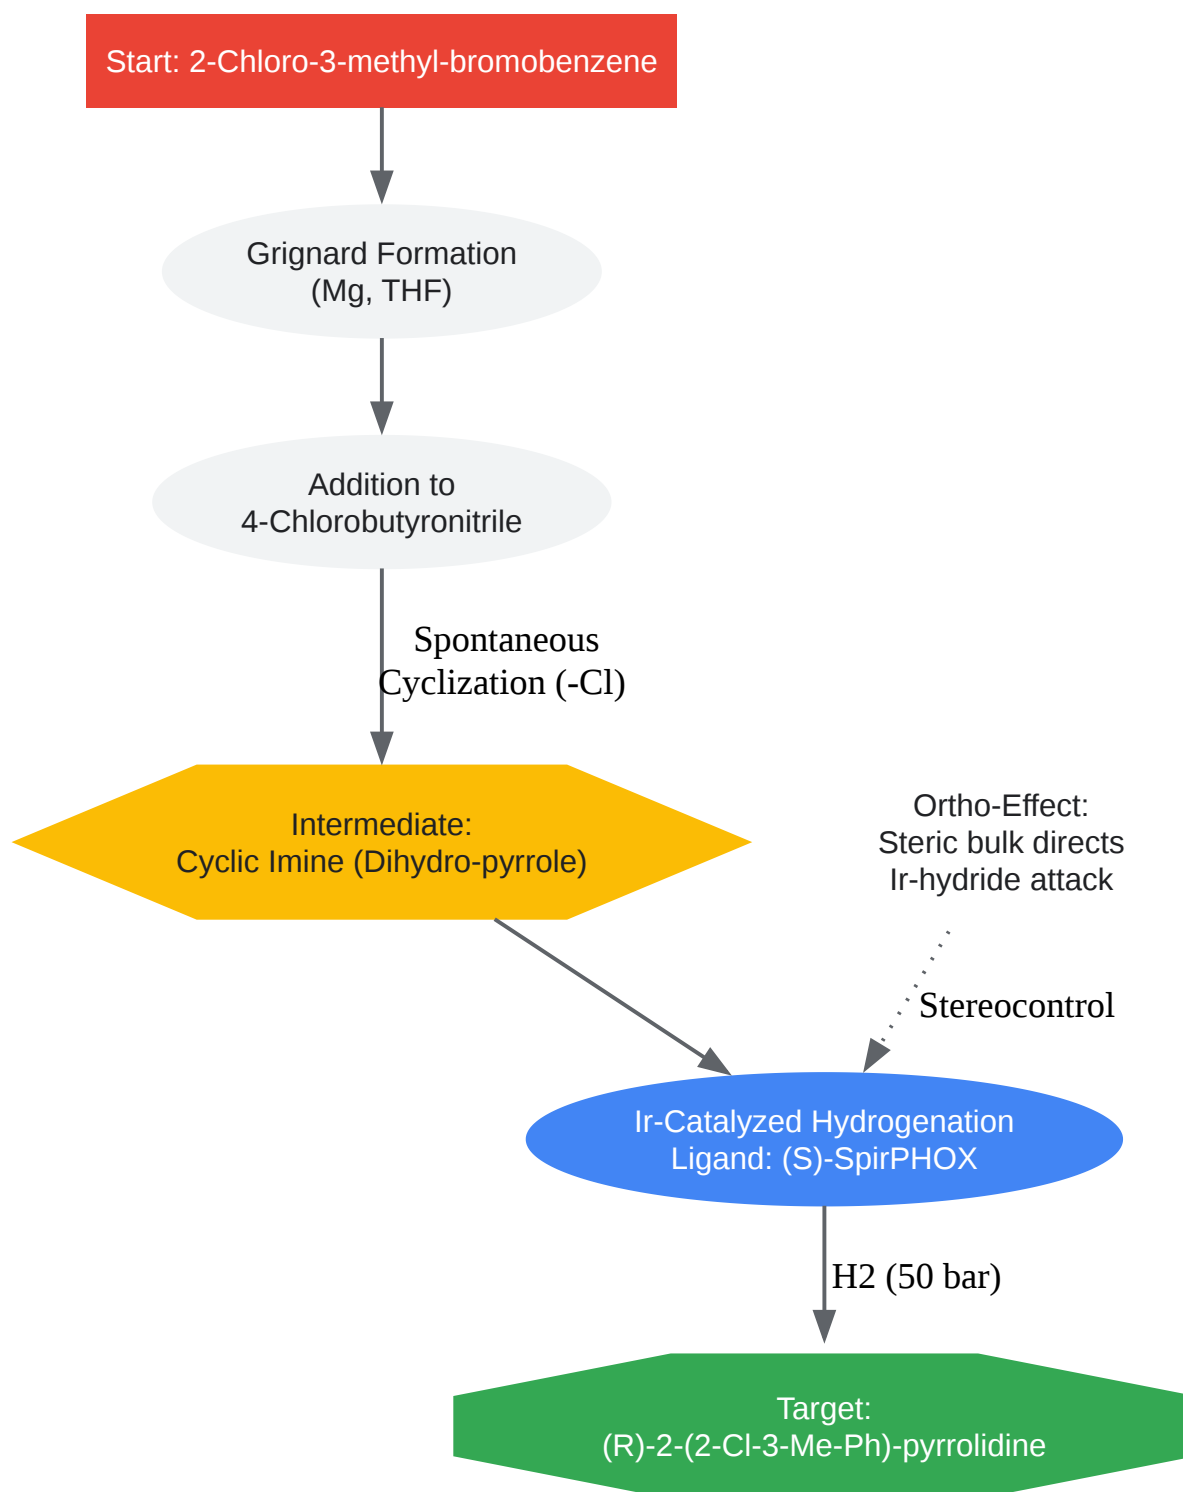 Start: 2-Chloro-3-methyl-bromobenzene
Grignard Formation
(Mg, THF)
Addition to
4-Chlorobutyronitrile
Spontaneous
Cyclization (-Cl)
Intermediate:
Cyclic Imine (Dihydro-pyrrole)
Ortho-Effect:
Steric bulk directs
Ir-hydride attack
Stereocontrol
Ir-Catalyzed Hydrogenation
Ligand: (S)-SpirPHOX
H2 (50 bar)
Target:
(R)-2-(2-Cl-3-Me-Ph)-pyrrolidine